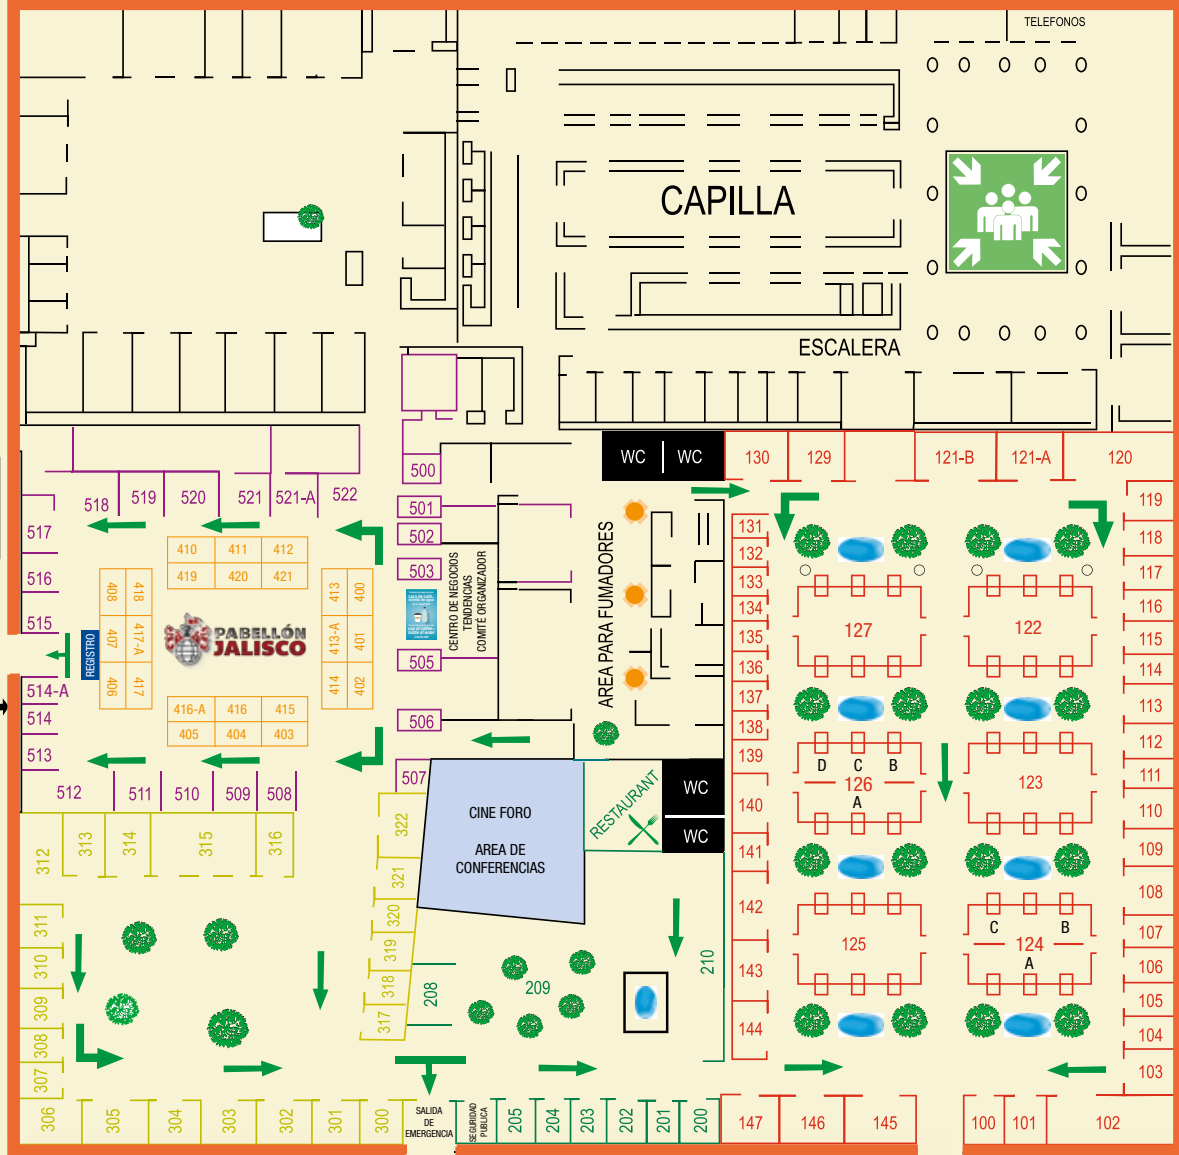 TELEFONOS
CAPILLA
ESCALERA
WC WC
130 129 121-B 121-A 120
500
518 519 520 521 521-A 522
517
516
515
514-A
514
513
512 511 510 509 508
501
502
503
505
506
507
CENTRO DE NEGOCIOS
TENDENCIAS
COMITÉ ORGANIZADOR
AREA PARA FUMADORES
410 411 412
419 420 421
408 418
407 417-A
406 417
413 400
413-A 401
414 402
416-A 416 415
405 404 403
REGISTRO
PABELLÓN
JALISCO
131
132
133
134
135
136
137
138
139
140
141
142
143
144
119
118
117
116
115
114
113
112
111
110
109
108
107
106
105
104
103
127 122
D C B
126
A
123
125
C B
124
A
CINE FORO
AREA DE
CONFERENCIAS
RESTAURANT
WC
WC
312 313 314 315 316
322
321
320
319
318
317
311
310
309
308
307
208 209 210
306 305 304 303 302 301 300
SALIDA
DE
EMERGENCIA
SEGURIDAD
PUBLICA
205 204 203 202 201 200
147 146 145
100 101 102